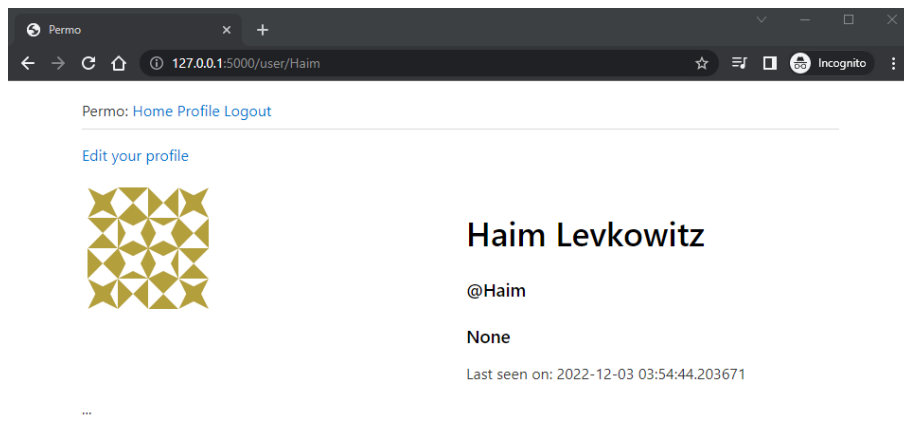 Permo
127.0.0.1:5000/user/Haim
Incognito
Permo: Home Profile Logout
Edit your profile
Haim Levkowitz
@Haim
None
Last seen on: 2022-12-03 03:54:44.203671
...